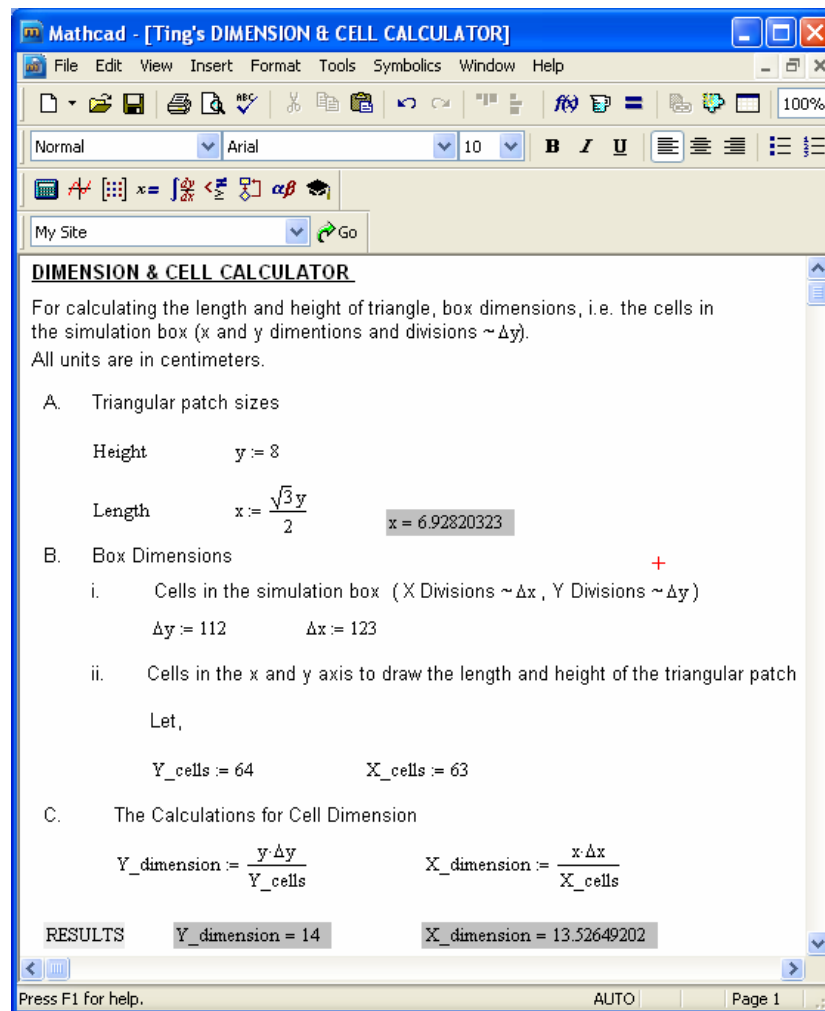 Mathcad - [Ting's DIMENSION & CELL CALCULATOR]
File Edit View Insert Format Tools Symbolics Window Help
100%
Normal Arial 10 B I U
My Site Go
DIMENSION & CELL CALCULATOR
For calculating the length and height of triangle, box dimensions, i.e. the cells in
the simulation box (x and y dimentions and divisions ~ Δy).
All units are in centimeters.
A. Triangular patch sizes
Height y := 8
Length x := √3 y / 2 x = 6.92820323
B. Box Dimensions
i. Cells in the simulation box ( X Divisions ~ Δx , Y Divisions ~ Δy )
Δy := 112 Δx := 123
ii. Cells in the x and y axis to draw the length and height of the triangular patch
Let,
Y_cells := 64 X_cells := 63
C. The Calculations for Cell Dimension
Y_dimension := y·Δy / Y_cells X_dimension := x·Δx / X_cells
RESULTS Y_dimension = 14 X_dimension = 13.52649202
Press F1 for help. AUTO Page 1